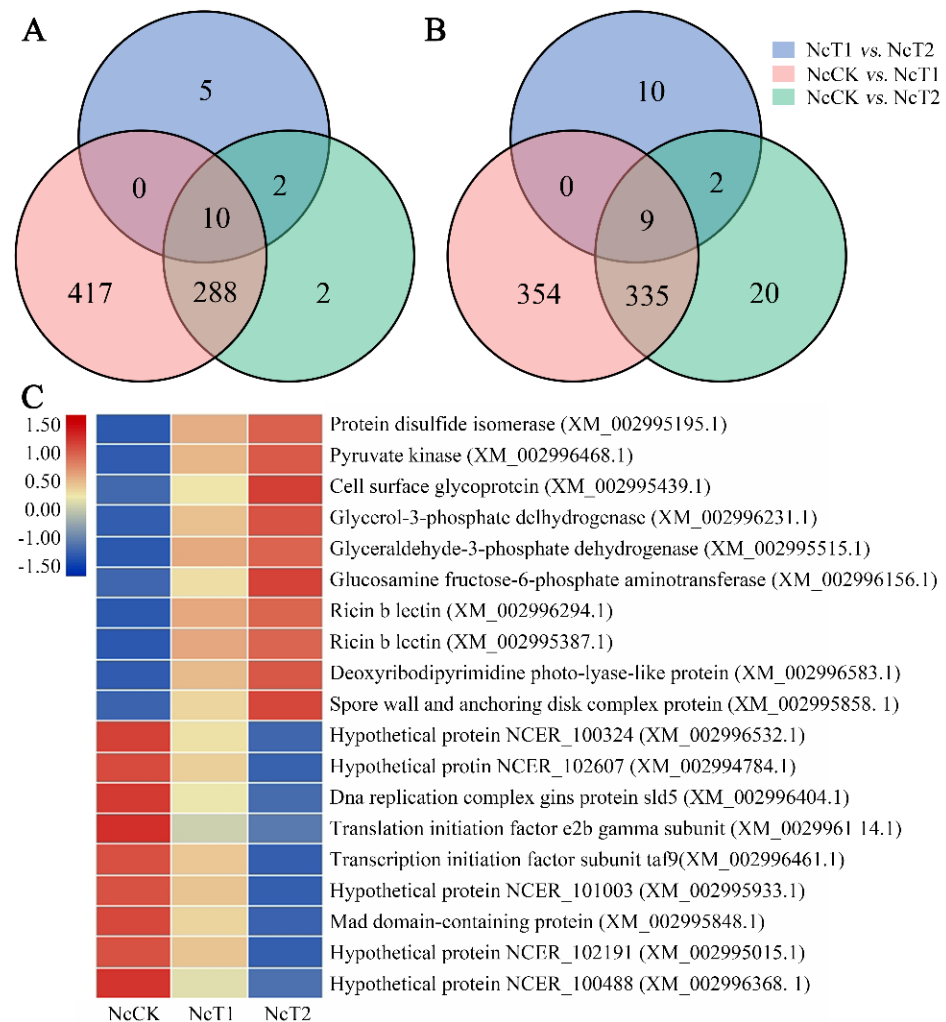 A
B
NcT1 vs. NcT2
NcCK vs. NcT1
NcCK vs. NcT2
5
0
2
10
417
288
2
10
0
2
9
354
335
20
C
1.50
1.00
0.50
0.00
-1.00
-1.50
Protein disulfide isomerase (XM_002995195.1)
Pyruvate kinase (XM_002996468.1)
Cell surface glycoprotein (XM_002995439.1)
Glycerol-3-phosphate delhydrogenase (XM_002996231.1)
Glyceraldehyde-3-phosphate dehydrogenase (XM_002995515.1)
Glucosamine fructose-6-phosphate aminotransferase (XM_002996156.1)
Ricin b lectin (XM_002996294.1)
Ricin b lectin (XM_002995387.1)
Deoxyribodipyrimidine photo-lyase-like protein (XM_002996583.1)
Spore wall and anchoring disk complex protein (XM_002995858. 1)
Hypothetical protein NCER_100324 (XM_002996532.1)
Hypothetical protin NCER_102607 (XM_002994784.1)
Dna replication complex gins protein sld5 (XM_002996404.1)
Translation initiation factor e2b gamma subunit (XM_0029961 14.1)
Transcription initiation factor subunit taf9(XM_002996461.1)
Hypothetical protein NCER_101003 (XM_002995933.1)
Mad domain-containing protein (XM_002995848.1)
Hypothetical protein NCER_102191 (XM_002995015.1)
Hypothetical protein NCER_100488 (XM_002996368. 1)
NcCK NcT1 NcT2